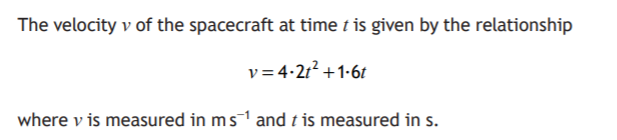 The velocity v of the spacecraft at time t is given by the relationship
v = 4·2t² + 1·6t
where v is measured in m s⁻¹ and t is measured in s.